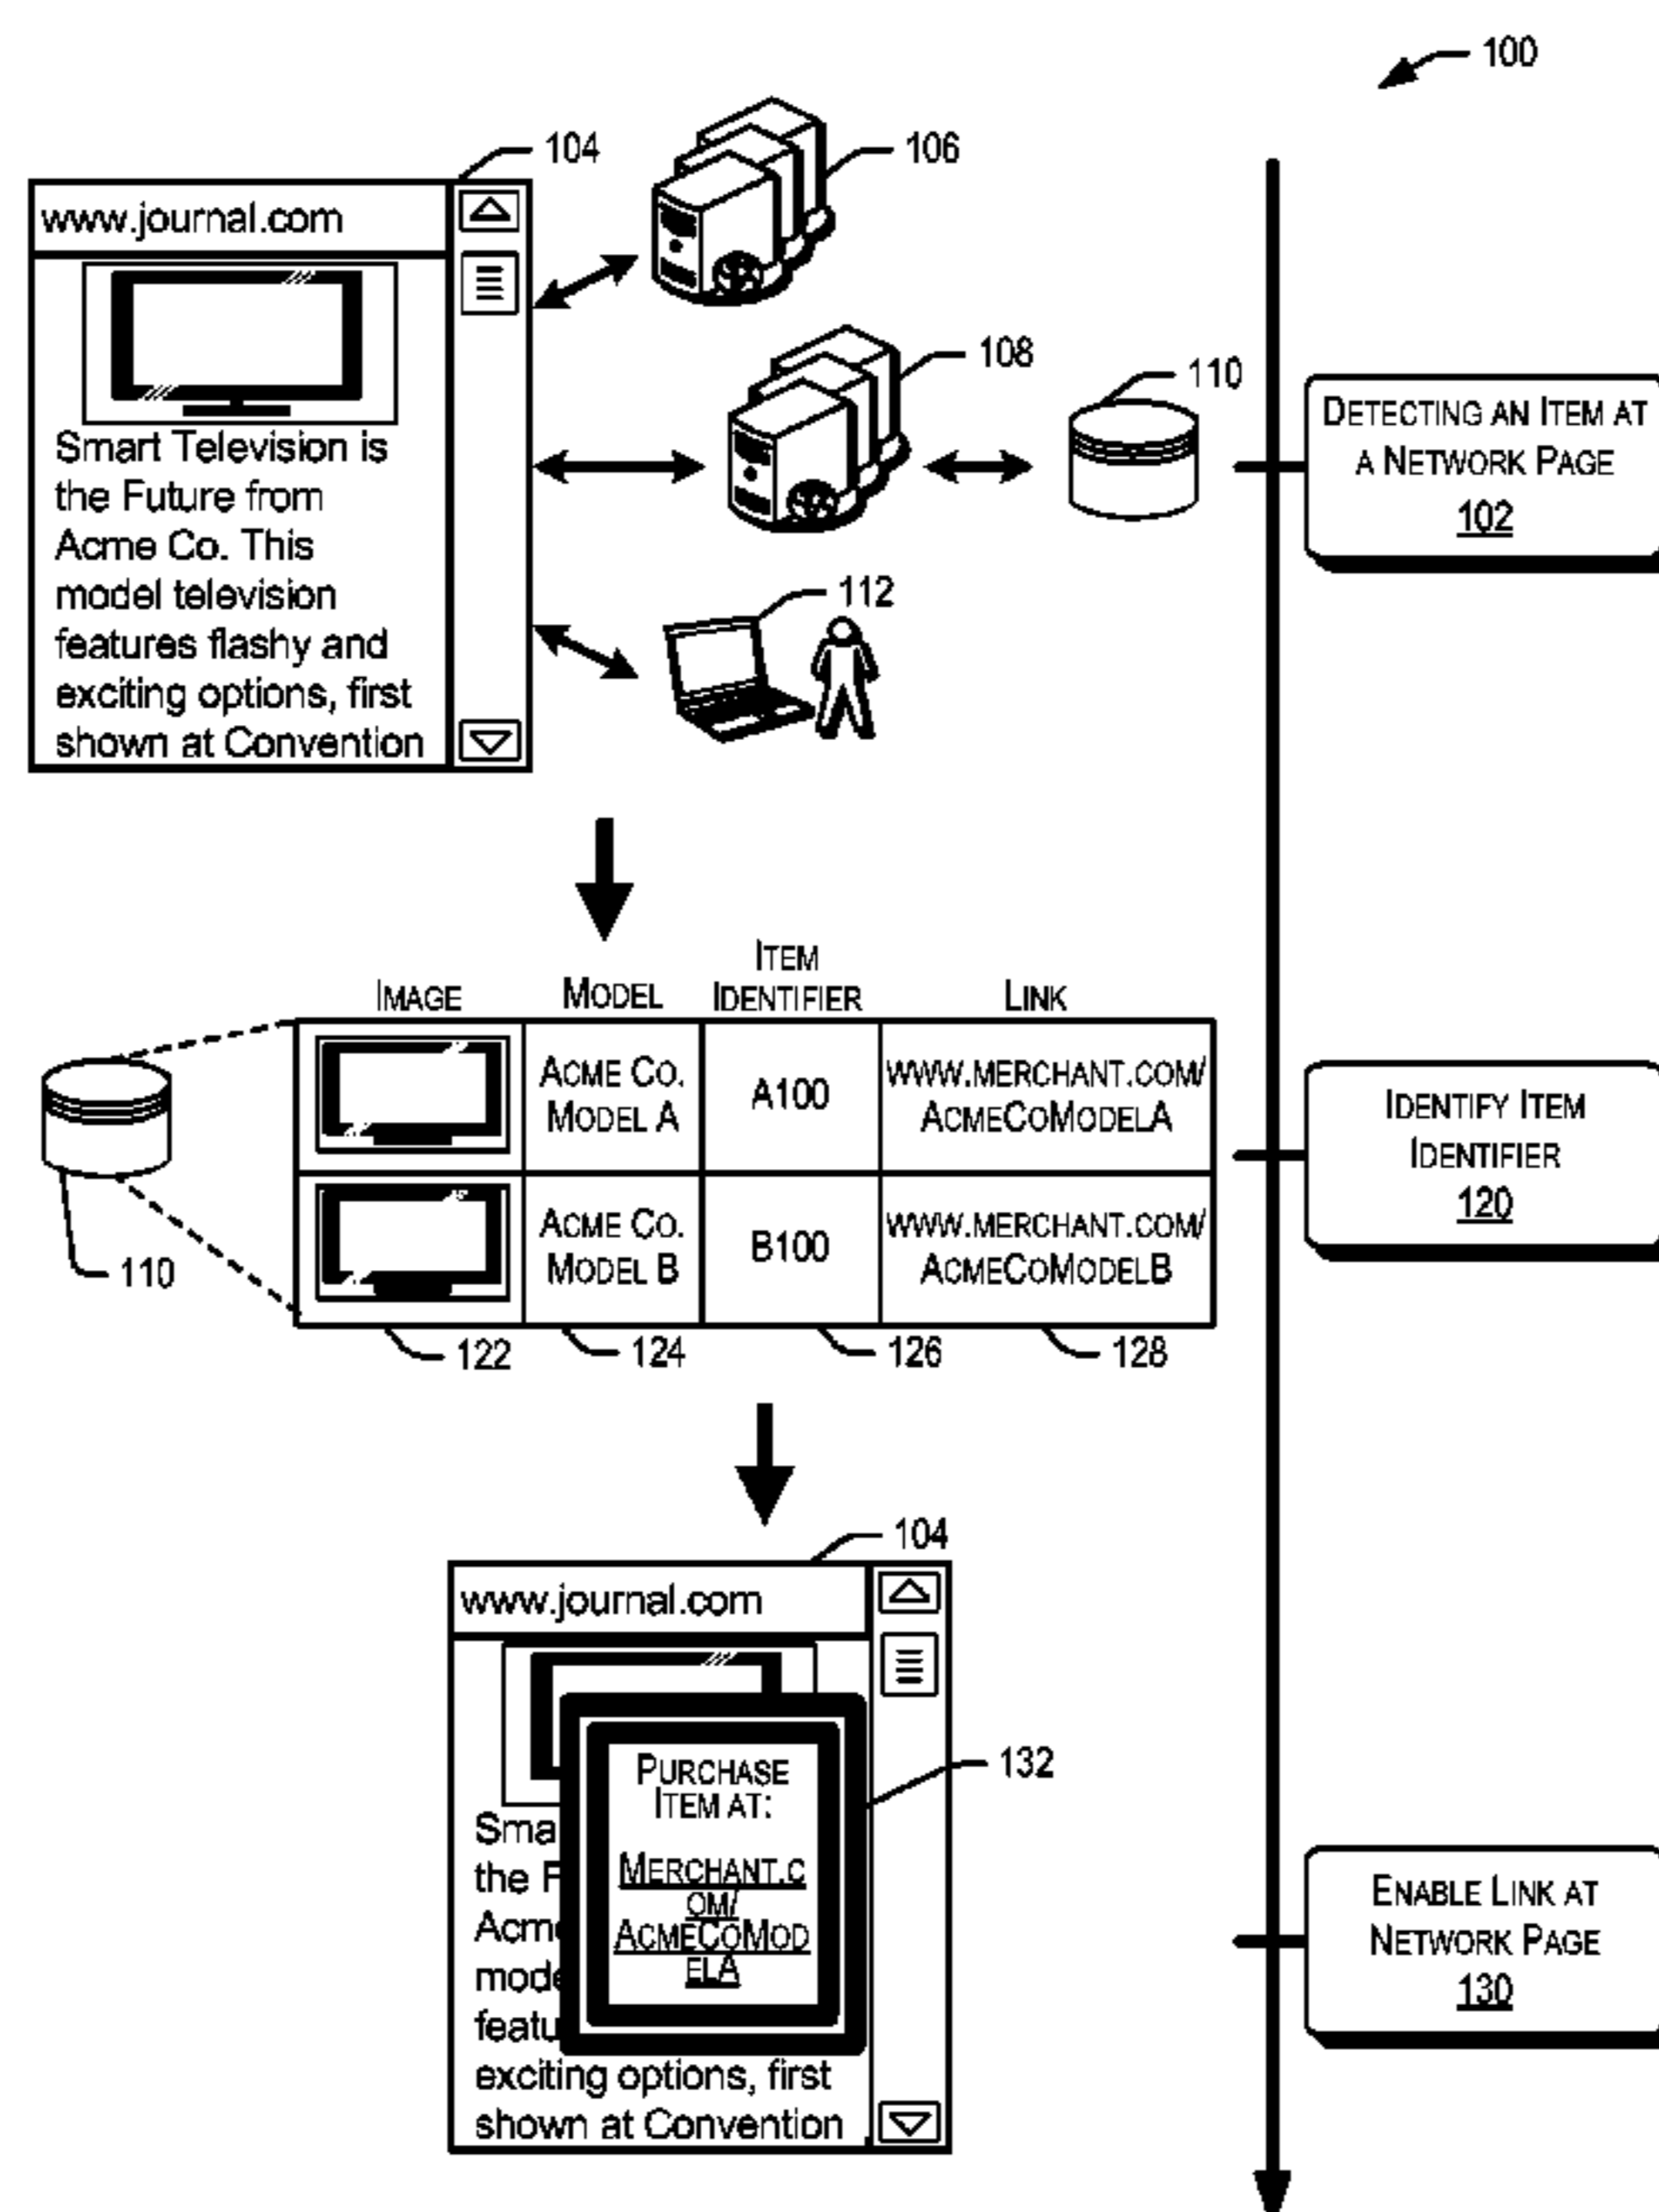 100
104
106
www.journal.com
108
110
DETECTING AN ITEM AT
A NETWORK PAGE
102
Smart Television is
the Future from
Acme Co. This
model television
features flashy and
exciting options, first
shown at Convention
112
IMAGE
MODEL
ITEM
IDENTIFIER
LINK
ACME CO.
MODEL A
A100
WWW.MERCHANT.COM/
ACMECOMODELA
ACME CO.
MODEL B
B100
WWW.MERCHANT.COM/
ACMECOMODELB
110
122
124
126
128
IDENTIFY ITEM
IDENTIFIER
120
104
www.journal.com
PURCHASE
ITEM AT:
MERCHANT.C
OM/
ACMECOMOD
ELA
132
Sma
the F
Acme
mode
featu
exciting options, first
shown at Convention
ENABLE LINK AT
NETWORK PAGE
130